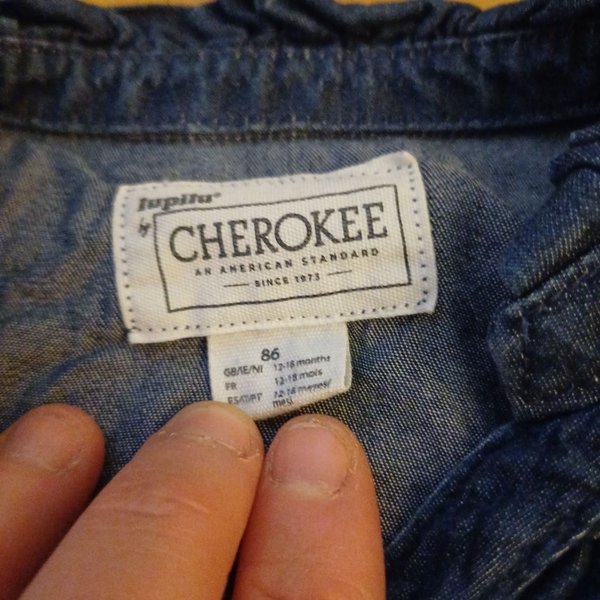 lupilu®
by
CHEROKEE
AN AMERICAN STANDARD
SINCE 1973
86
GB/IE/NI 12-18 months
FR 12-18 mois
ES/IT/PT 12-18 meses/